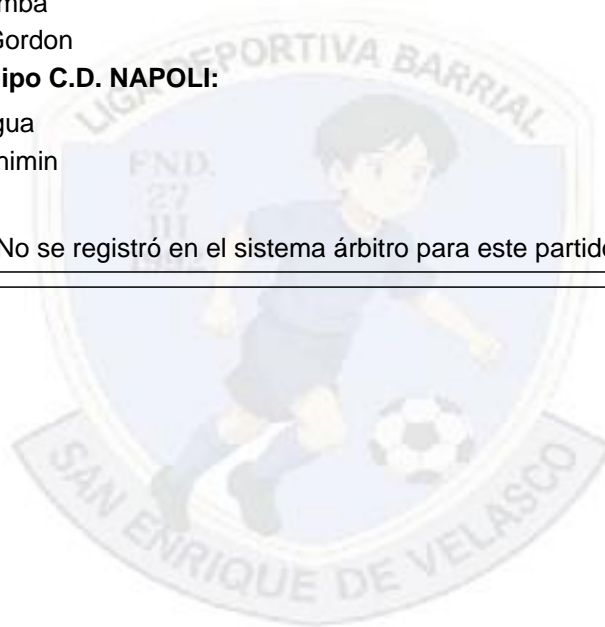 mba
Gordon
ipo C.D. NAPOLI:
gua
himin
No se registró en el sistema árbitro para este partido
LIGA DEPORTIVA BARRIAL
FND.
27
III
SAN ENRIQUE DE VELASCO